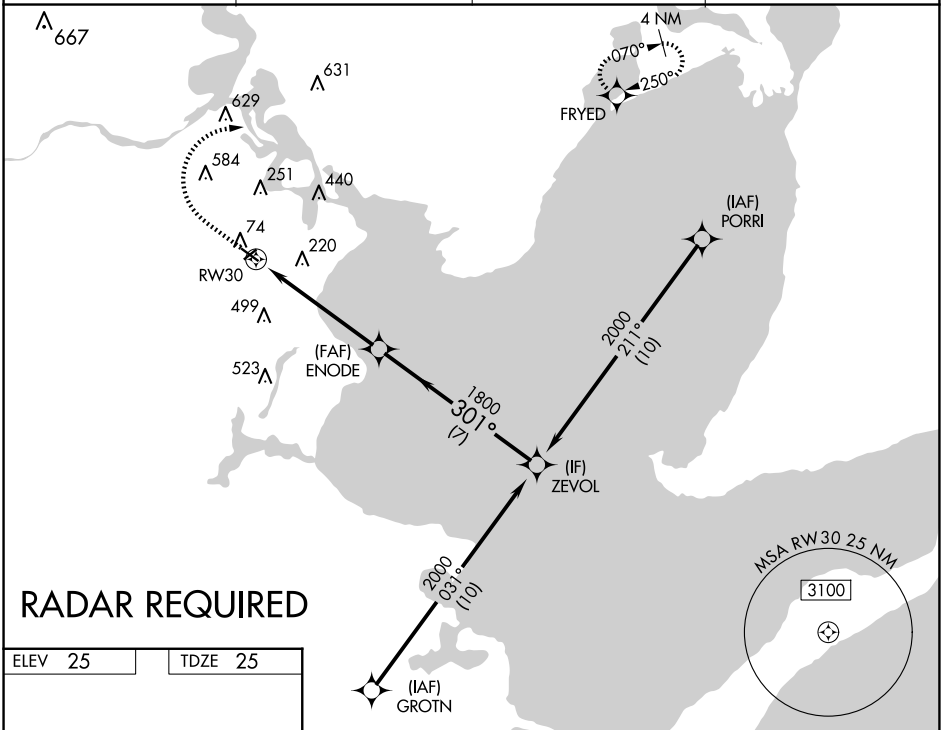 667
631
4 NM
070°
250°
FRYED
629
584
251
440
(IAF)
PORRI
74
220
RW30
499
2000
211°
(10)
(FAF)
ENODE
523
1800
301°
(7)
(IF)
ZEVOL
2000
031°
(10)
MSA RW30 25 NM
3100
RADAR REQUIRED
ELEV 25
TDZE 25
(IAF)
GROTN